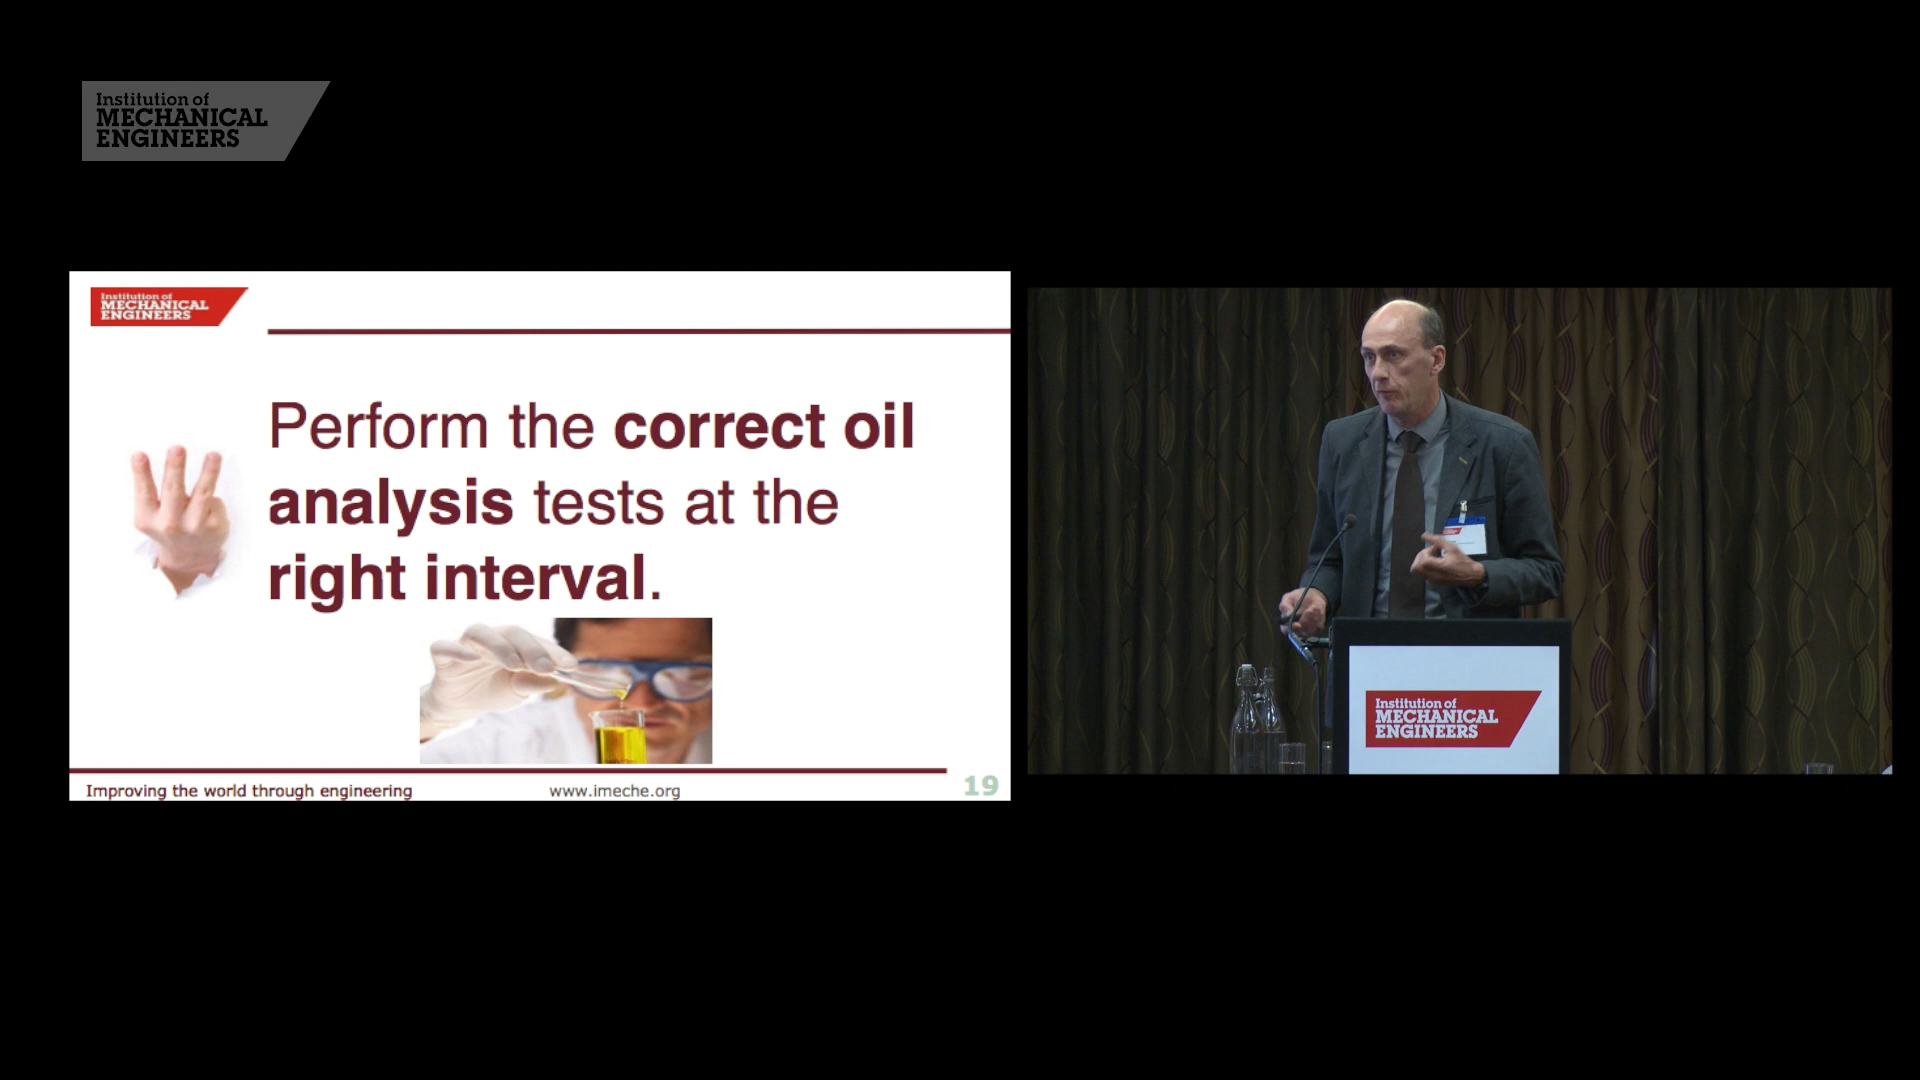 Institution of
MECHANICAL
ENGINEERS
Institution of
MECHANICAL
ENGINEERS
Perform the correct oil
analysis tests at the
right interval.
Improving the world through engineering
www.imeche.org
19
Institution of
MECHANICAL
ENGINEERS